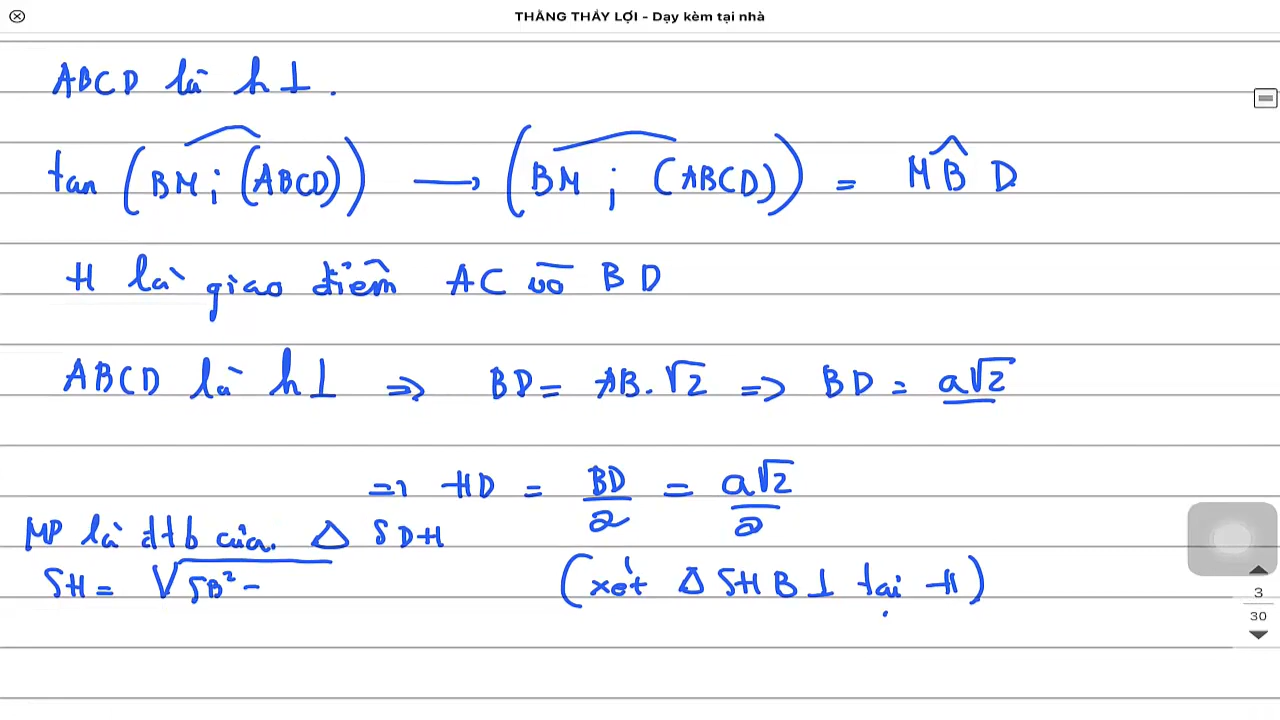 THẰNG THẦY LỢI - Dạy kèm tại nhà
ABCD là h⊥.
tan (BM; (ABCD)) → (BM; (ABCD)) = MBD
H là giao điểm AC và BD
ABCD là h⊥ => BD = AB.√2 => BD = a√2
=> HD = BD/2 = a√2/2
MP là đtb của Δ SDH
SH = √SB² - (xét Δ SHB ⊥ tại H)
3
30